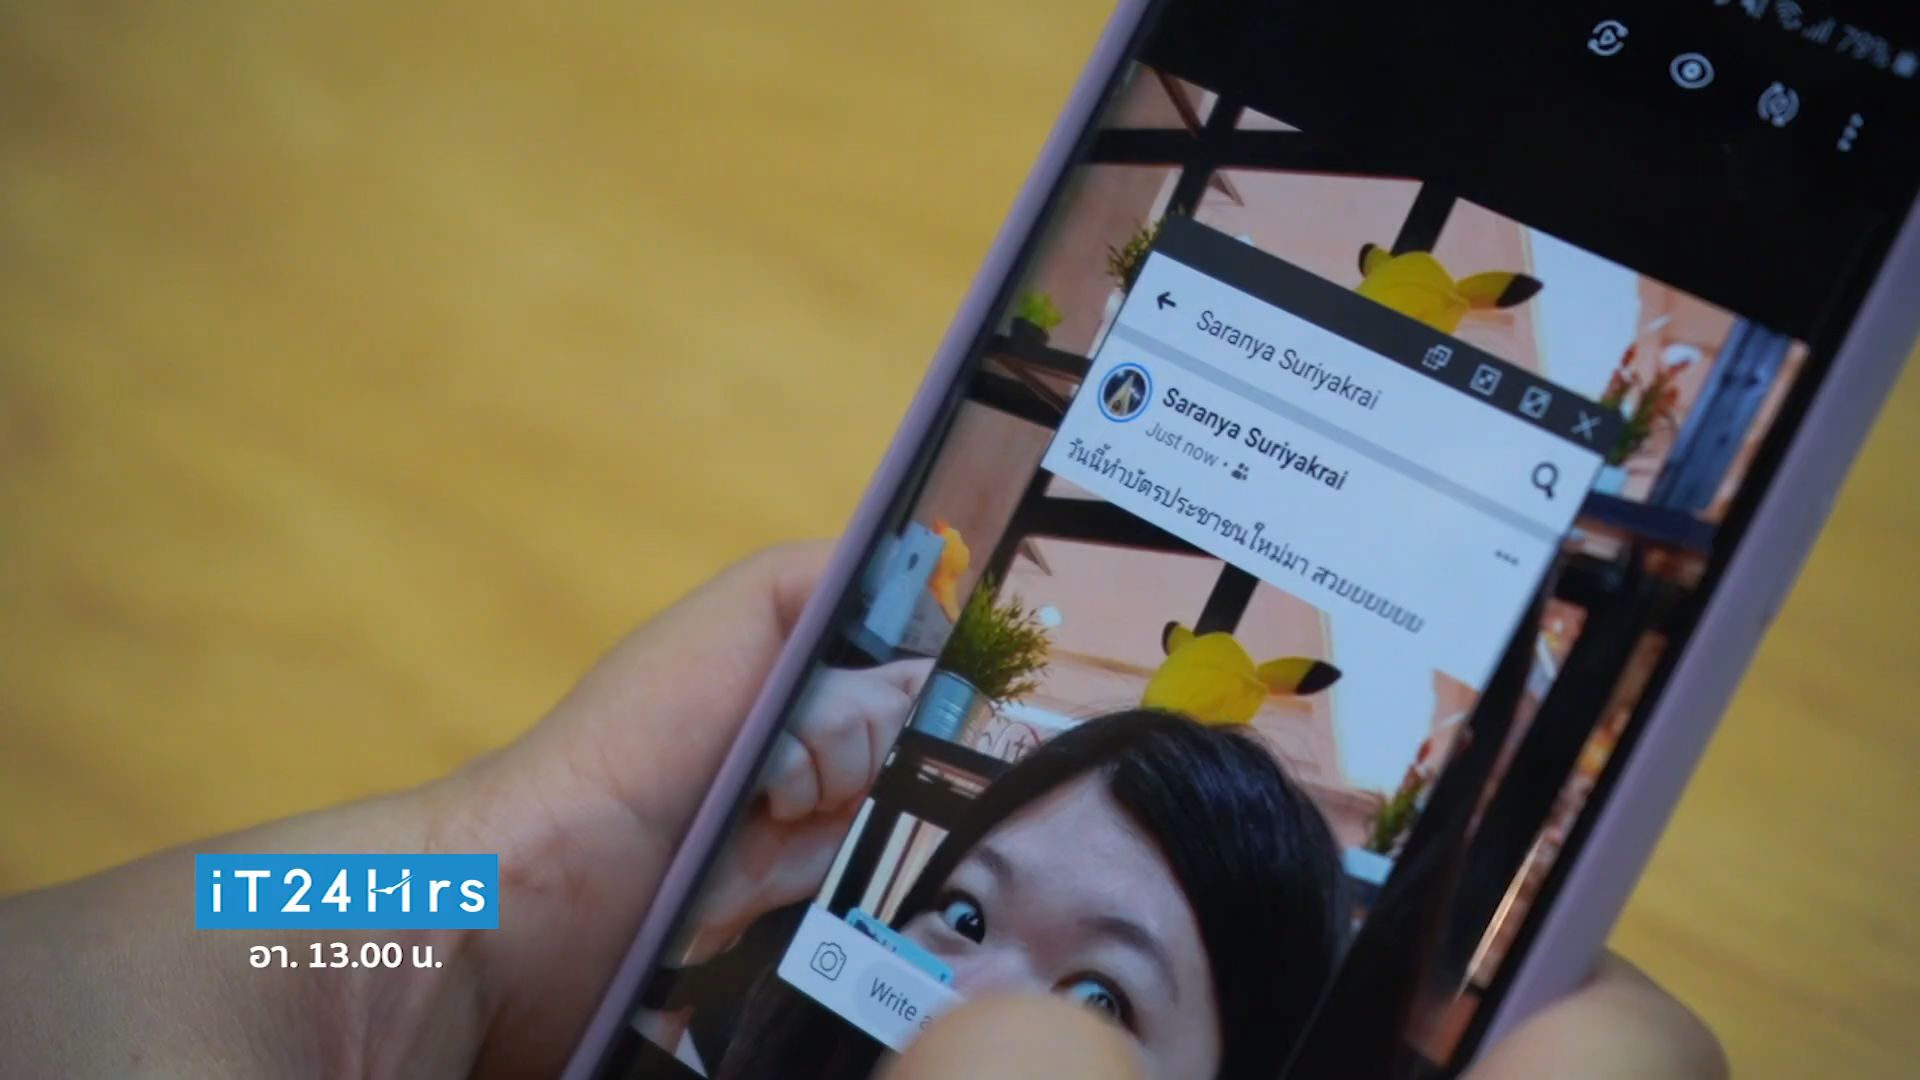 79%
Saranya Suriyakrai
Saranya Suriyakrai
Just now
วันนี้ทำบัตรประชาชนใหม่มา สวยยยยยย
Write a
iT24Hrs
อา. 13.00 น.